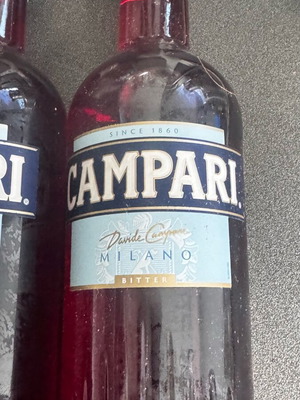 SINCE 1860
CAMPARI.
RI.
Davide Campari
MILANO
BITTER